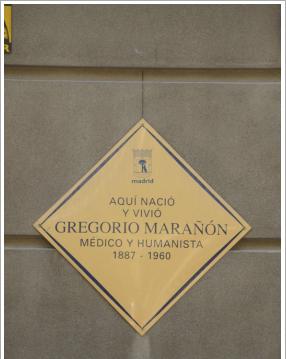 madrid
AQUÍ NACIÓ
Y VIVIÓ
GREGORIO MARAÑÓN
MÉDICO Y HUMANISTA
1887 - 1960